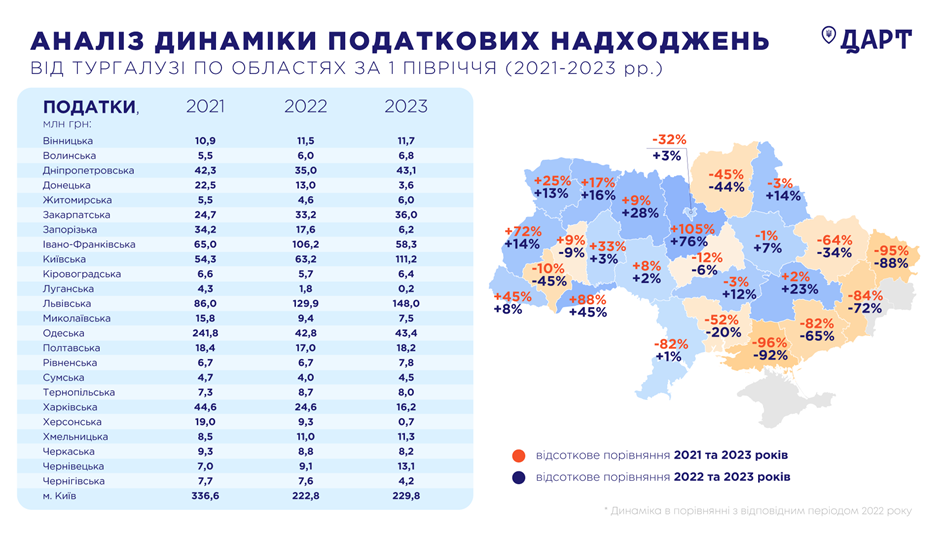 АНАЛІЗ ДИНАМІКИ ПОДАТКОВИХ НАДХОДЖЕНЬ
ВІД ТУРГАЛУЗІ ПО ОБЛАСТЯХ ЗА 1 ПІВРІЧЧЯ (2021-2023 рр.)
ДАРТ
ПОДАТКИ, 2021 2022 2023
млн грн:
Вінницька 10,9 11,5 11,7
Волинська 5,5 6,0 6,8
Дніпропетровська 42,3 35,0 43,1
Донецька 22,5 13,0 3,6
Житомирська 5,5 4,6 6,0
Закарпатська 24,7 33,2 36,0
Запорізька 34,2 17,6 6,2
Івано-Франківська 65,0 106,2 58,3
Київська 54,3 63,2 111,2
Кіровоградська 6,6 5,7 6,4
Луганська 4,3 1,8 0,2
Львівська 86,0 129,9 148,0
Миколаївська 15,8 9,4 7,5
Одеська 241,8 42,8 43,4
Полтавська 18,4 17,0 18,2
Рівненська 6,7 6,7 7,8
Сумська 4,7 4,0 4,5
Тернопільська 7,3 8,7 8,0
Харківська 44,6 24,6 16,2
Херсонська 19,0 9,3 0,7
Хмельницька 8,5 11,0 11,3
Черкаська 9,3 8,8 8,2
Чернівецька 7,0 9,1 13,1
Чернігівська 7,7 7,6 4,2
м. Київ 336,6 222,8 229,8
-32%
+3%
-45%
-44%
-3%
+14%
+25%
+13%
+17%
+16%
+9%
+28%
+105%
+76%
+72%
+14%
+9%
-9%
+33%
+3%
-1%
+7%
-64%
-34%
-95%
-88%
-10%
-45%
+8%
+2%
-12%
-6%
-3%
+12%
+2%
+23%
-84%
-72%
+45%
+8%
+88%
+45%
-52%
-20%
-82%
-65%
-82%
+1%
-96%
-92%
відсоткове порівняння 2021 та 2023 років
відсоткове порівняння 2022 та 2023 років
* Динаміка в порівнянні з відповідним періодом 2022 року